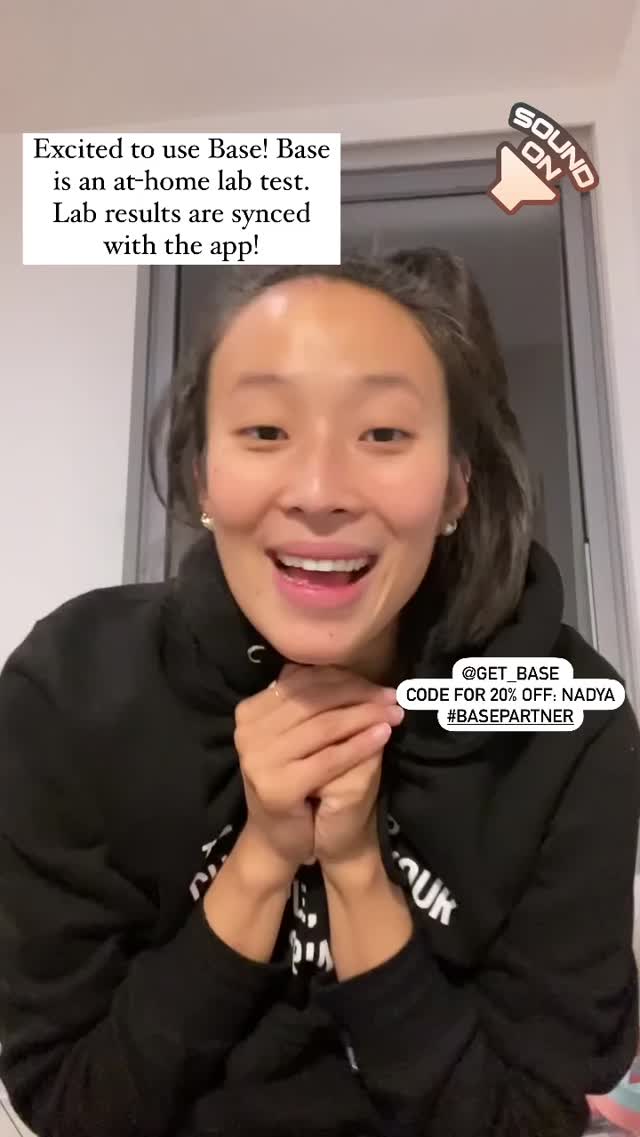 Excited to use Base! Base
is an at-home lab test.
Lab results are synced
with the app!
SOUND
ON
@GET_BASE
CODE FOR 20% OFF: NADYA
#BASEPARTNER
OUR